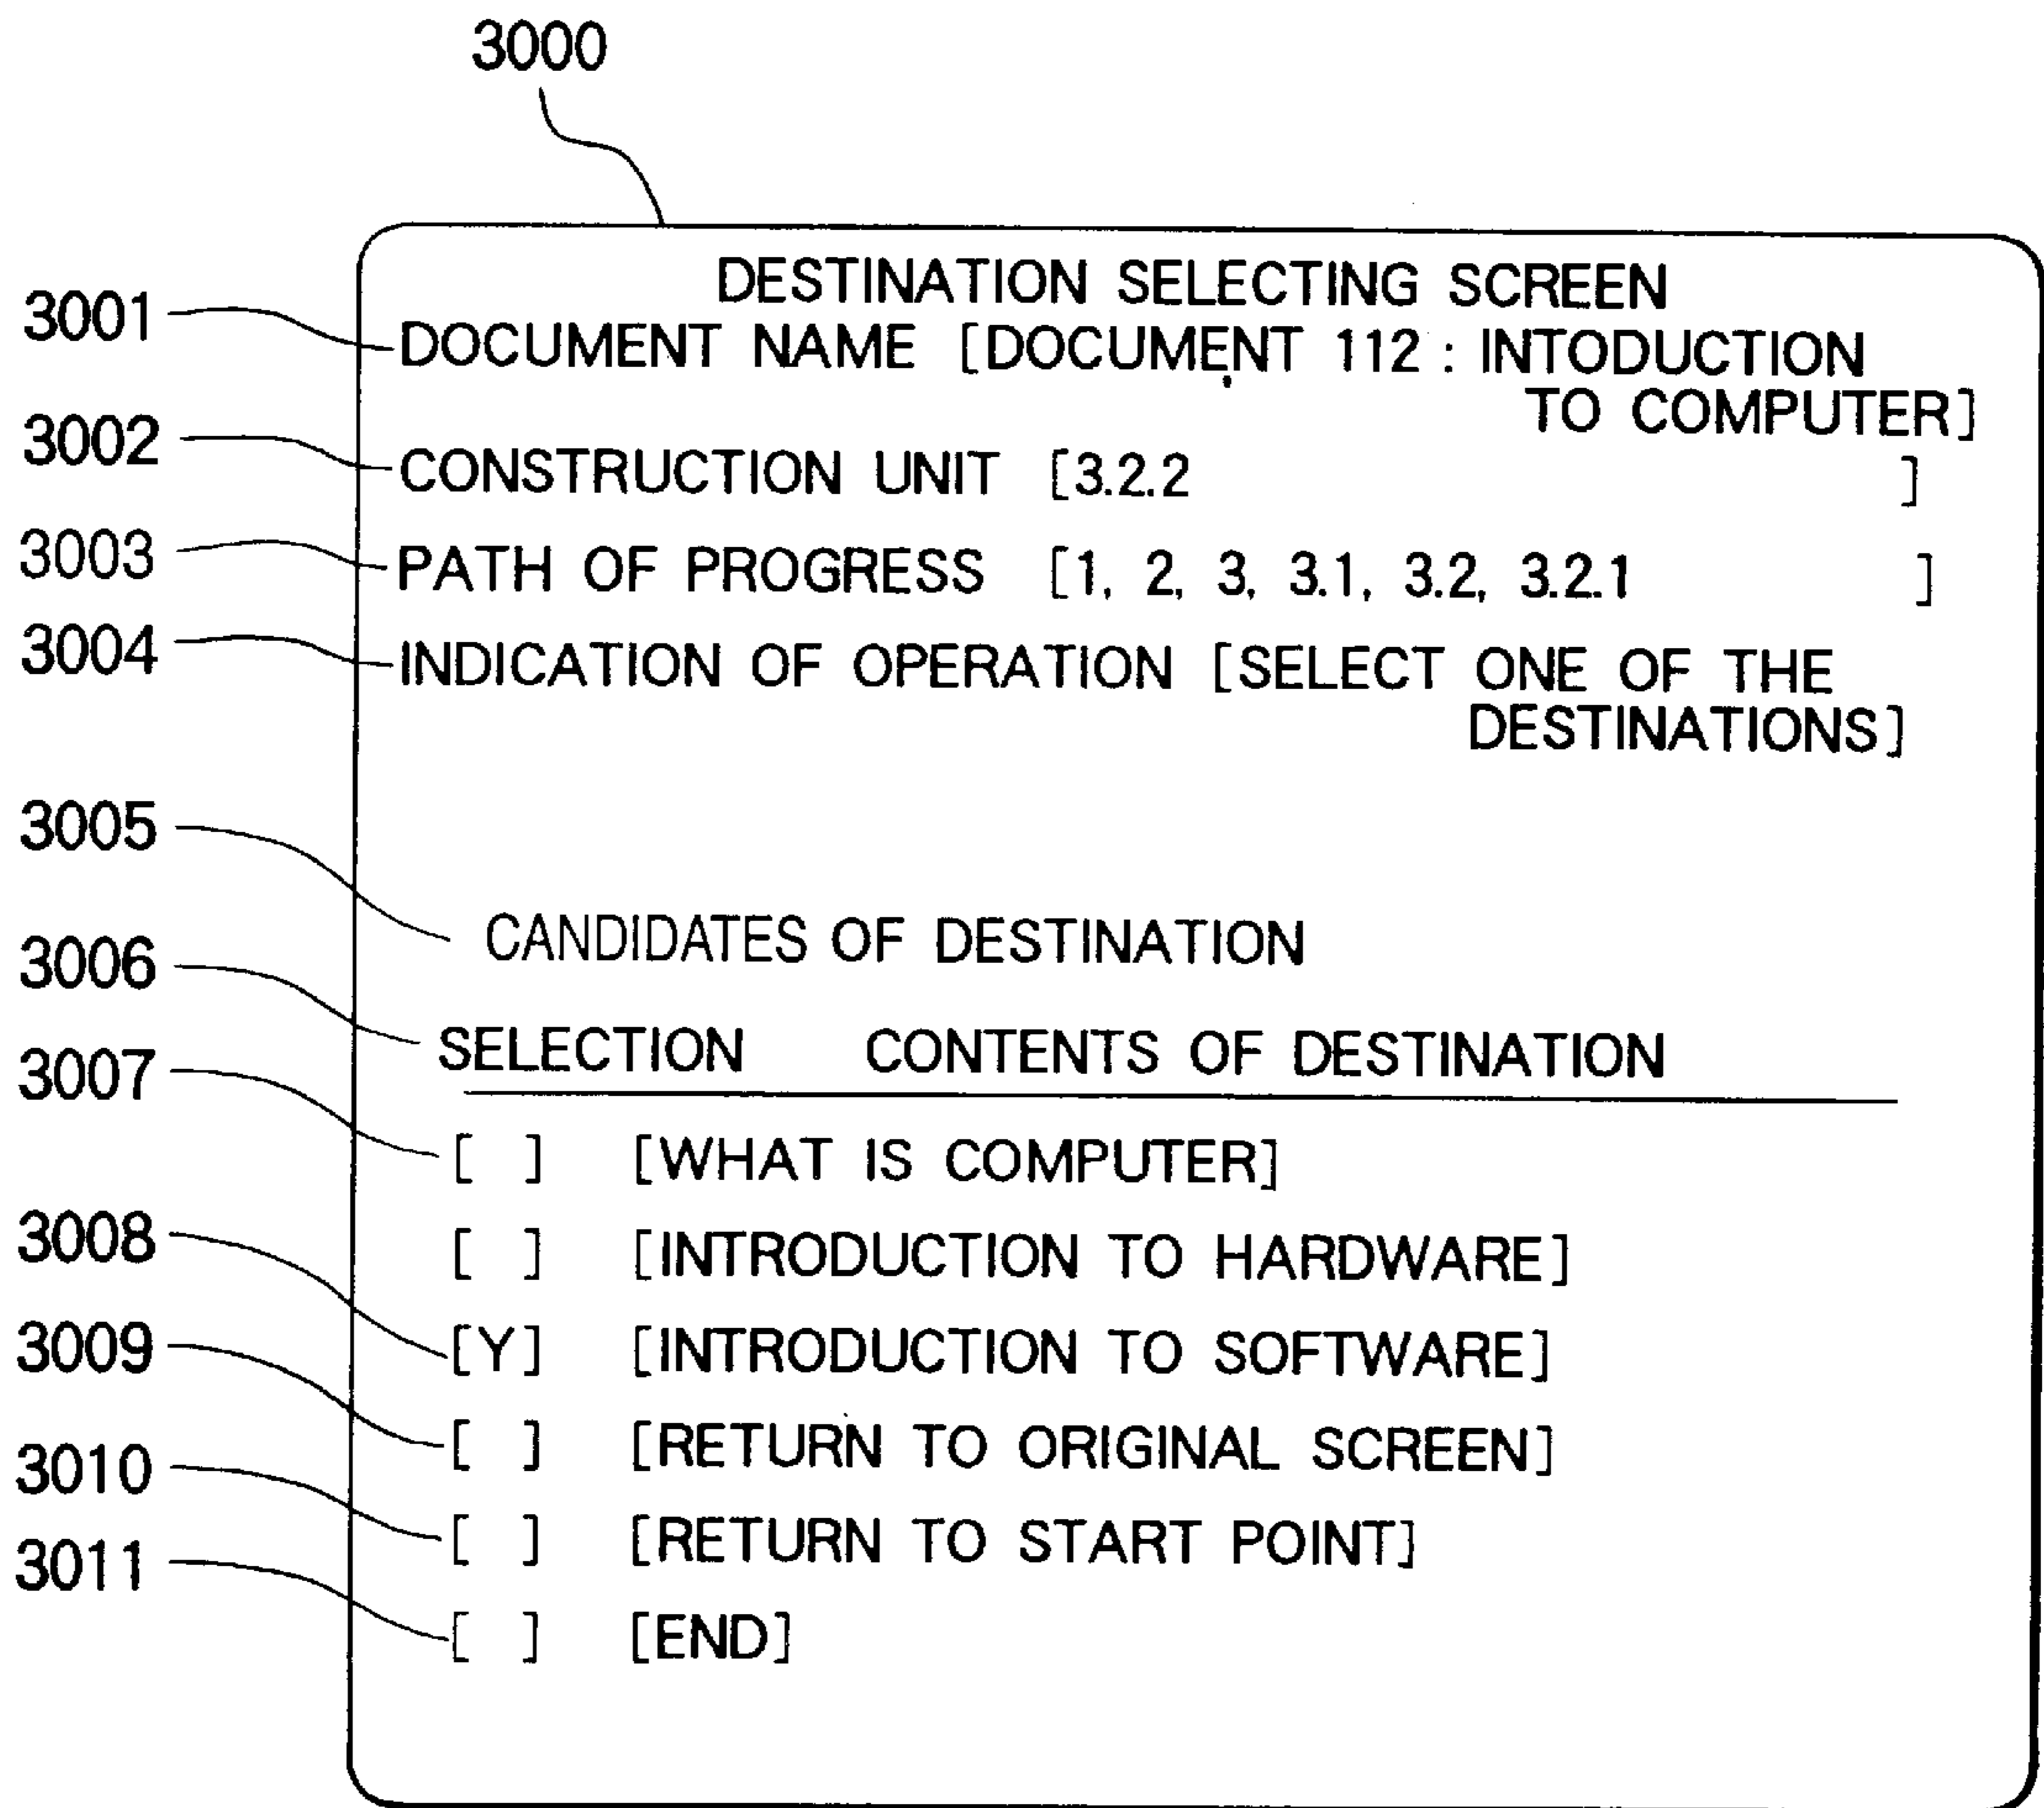 3000
DESTINATION SELECTING SCREEN
3001 DOCUMENT NAME [DOCUMENT 112 : INTODUCTION
TO COMPUTER]
3002 CONSTRUCTION UNIT [3.2.2 ]
3003 PATH OF PROGRESS [1, 2, 3, 3.1, 3.2, 3.2.1 ]
3004 INDICATION OF OPERATION [SELECT ONE OF THE
DESTINATIONS]
3005 CANDIDATES OF DESTINATION
3006 SELECTION CONTENTS OF DESTINATION
3007 [ ] [WHAT IS COMPUTER]
[ ] [INTRODUCTION TO HARDWARE]
3008 [Y] [INTRODUCTION TO SOFTWARE]
3009 [ ] [RETURN TO ORIGINAL SCREEN]
3010 [ ] [RETURN TO START POINT]
3011 [ ] [END]